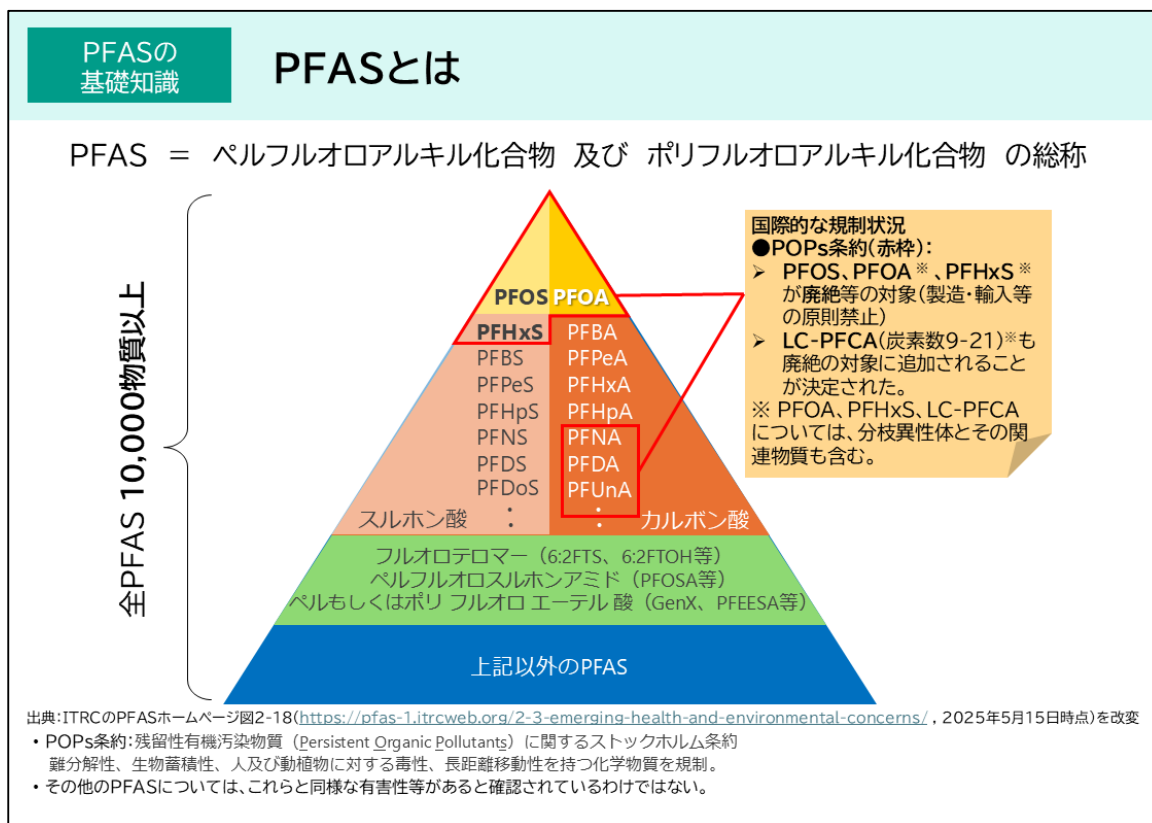 PFASの
基礎知識
PFASとは
PFAS = ペルフルオロアルキル化合物 及び ポリフルオロアルキル化合物 の総称
全PFAS 10,000物質以上
PFOS PFOA
PFHxS PFBA
PFBS PFPeA
PFPeS PFHxA
PFHpS PFHpA
PFNS PFNA
PFDS PFDA
PFDoS PFUnA
スルホン酸 : : カルボン酸
フルオロテロマー（6:2FTS、6:2FTOH等）
ペルフルオロスルホンアミド（PFOSA等）
ペルもしくはポリ フルオロ エーテル 酸（GenX、PFEESA等）
上記以外のPFAS
国際的な規制状況
●POPs条約(赤枠)：
➢ PFOS、PFOA※、PFHxS※
が廃絶等の対象(製造・輸入等
の原則禁止)
➢ LC-PFCA(炭素数9-21)※も
廃絶の対象に追加されること
が決定された。
※ PFOA、PFHxS、LC-PFCA
については、分枝異性体とその関
連物質も含む。
出典：ITRCのPFASホームページ図2-18(https://pfas-1.itrcweb.org/2-3-emerging-health-and-environmental-concerns/ , 2025年5月15日時点)を改変
・POPs条約：残留性有機汚染物質（Persistent Organic Pollutants）に関するストックホルム条約
難分解性、生物蓄積性、人及び動植物に対する毒性、長距離移動性を持つ化学物質を規制。
・その他のPFASについては、これらと同様な有害性等があると確認されているわけではない。